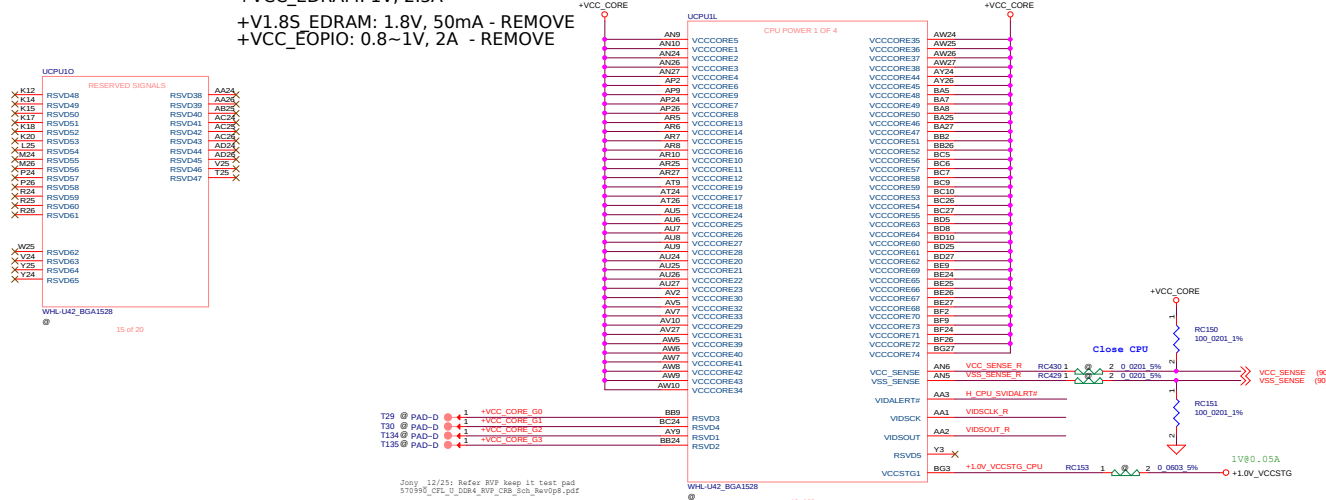 +V1.8S_EDRAM: 1.8V, 50mA - REMOVE
+VCC_EOPIO: 0.8~1V, 2A - REMOVE
UCPU1O
RESERVED SIGNALS
K12 RSVD48 RSVD38 AA24
K14 RSVD49 RSVD39 AA26
K15 RSVD50 RSVD40 AB25
K17 RSVD51 RSVD41 AC24
K18 RSVD52 RSVD42 AC25
K20 RSVD53 RSVD43 AC26
L25 RSVD54 RSVD44 AD24
M24 RSVD55 RSVD45 AD26
M26 RSVD56 RSVD46 V25
P24 RSVD57 RSVD47 T25
P26 RSVD58
R24 RSVD59
R25 RSVD60
R26 RSVD61
W25 RSVD62
V24 RSVD63
Y25 RSVD64
Y24 RSVD65
WHL-U42_BGA1528
@
15 of 20
+VCC_CORE
+VCC_CORE
UCPU1L
CPU POWER 1 OF 4
AN9 VCCCORE5 VCCCORE35 AW24
AN10 VCCCORE1 VCCCORE36 AW25
AN24 VCCCORE2 VCCCORE37 AW26
AN26 VCCCORE3 VCCCORE38 AW27
AN27 VCCCORE4 VCCCORE44 AY24
AP2 VCCCORE6 VCCCORE45 AY26
AP9 VCCCORE9 VCCCORE48 BA5
AP24 VCCCORE7 VCCCORE49 BA7
AP26 VCCCORE8 VCCCORE50 BA8
AR5 VCCCORE13 VCCCORE46 BA25
AR6 VCCCORE14 VCCCORE47 BA27
AR7 VCCCORE15 VCCCORE51 BB2
AR8 VCCCORE16 VCCCORE52 BB26
AR10 VCCCORE10 VCCCORE56 BC5
AR25 VCCCORE11 VCCCORE57 BC6
AR27 VCCCORE12 VCCCORE58 BC7
AT9 VCCCORE19 VCCCORE59 BC9
AT24 VCCCORE17 VCCCORE53 BC10
AT26 VCCCORE18 VCCCORE54 BC26
AU5 VCCCORE24 VCCCORE55 BC27
AU6 VCCCORE25 VCCCORE63 BD5
AU7 VCCCORE26 VCCCORE64 BD8
AU8 VCCCORE27 VCCCORE60 BD10
AU9 VCCCORE28 VCCCORE61 BD25
AU24 VCCCORE20 VCCCORE62 BD27
AU25 VCCCORE21 VCCCORE69 BE9
AU26 VCCCORE22 VCCCORE65 BE24
AU27 VCCCORE23 VCCCORE66 BE25
AV2 VCCCORE30 VCCCORE67 BE26
AV5 VCCCORE32 VCCCORE68 BE27
AV7 VCCCORE33 VCCCORE70 BF2
AV10 VCCCORE29 VCCCORE73 BF9
AV27 VCCCORE31 VCCCORE71 BF24
AW5 VCCCORE39 VCCCORE72 BF26
AW6 VCCCORE40 VCCCORE74 BG27
AW7 VCCCORE41
AW8 VCCCORE42
AW9 VCCCORE43
AW10 VCCCORE34
VCC_SENSE AN6 VCC_SENSE_R RC430 1 @ 2 0_0201_5% VCC_SENSE (90
VSS_SENSE AN5 VSS_SENSE_R RC429 1 @ 2 0_0201_5% VSS_SENSE (90
VIDALERT# AA3 H_CPU_SVIDALRT#
VIDSCK AA1 VIDSCLK_R
VIDSOUT AA2 VIDSOUT_R
RSVD5 Y3
VCCSTG1 BG3 +1.0V_VCCSTG_CPU RC153 1 @ 2 0_0603_5% +1.0V_VCCSTG
1V@0.05A
T29 @ PAD~D 1 +VCC_CORE_G0 BB9 RSVD3
T30 @ PAD~D 1 +VCC_CORE_G1 BC24 RSVD4
T134 @ PAD~D 1 +VCC_CORE_G2 AY9 RSVD1
T135 @ PAD~D 1 +VCC_CORE_G3 BB24 RSVD2
WHL-U42_BGA1528
@
Close CPU
+VCC_CORE
1
RC150
100_0201_1%
2
1
RC151
100_0201_1%
2
Jony 12/25: Refer RVP keep it test pad
570990_CFL_U_DDR4_RVP_CRB_Sch_Rev0p8.pdf